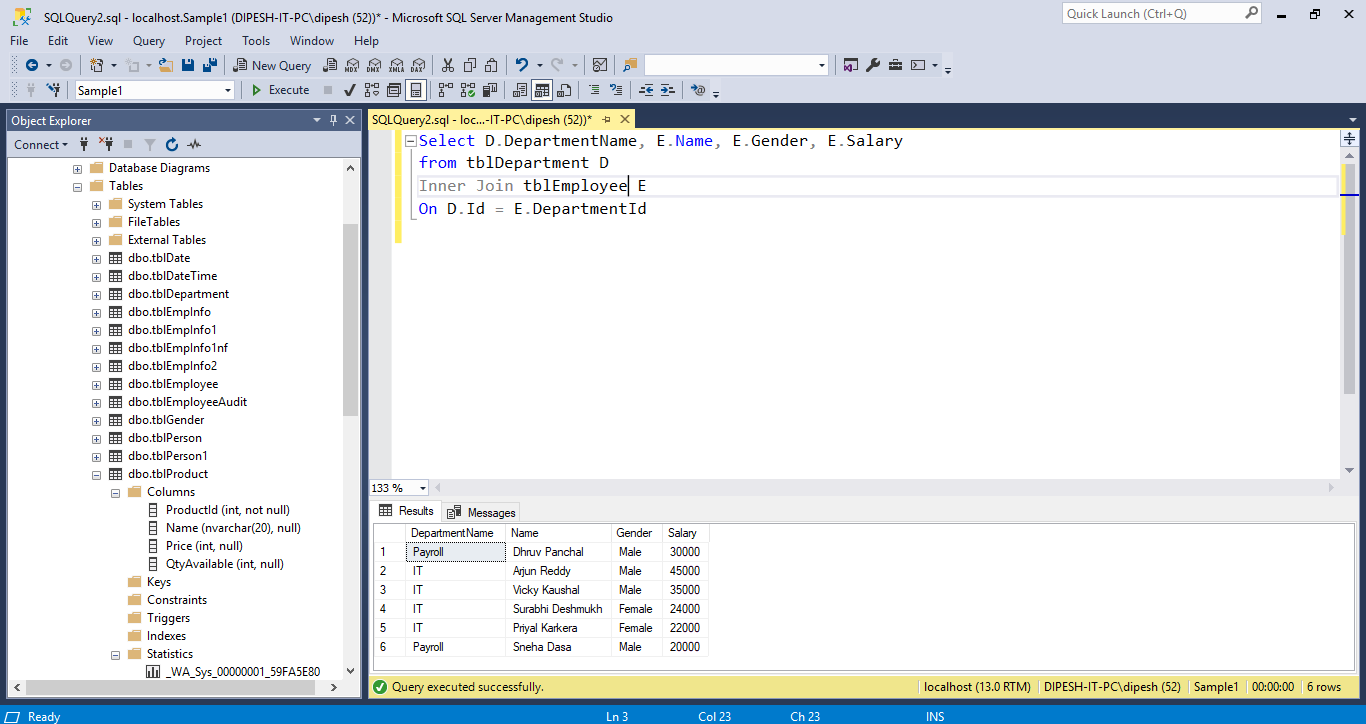 SQLQuery2.sql - localhost.Sample1 (DIPESH-IT-PC\dipesh (52))* - Microsoft SQL Server Management Studio
Quick Launch (Ctrl+Q)
File Edit View Query Project Tools Window Help
New Query MDX DMX XMLA DAX
Sample1 Execute
Object Explorer
Connect
Database Diagrams
Tables
System Tables
FileTables
External Tables
dbo.tblDate
dbo.tblDateTime
dbo.tblDepartment
dbo.tblEmpInfo
dbo.tblEmpInfo1
dbo.tblEmpInfo1nf
dbo.tblEmpInfo2
dbo.tblEmployee
dbo.tblEmployeeAudit
dbo.tblGender
dbo.tblPerson
dbo.tblPerson1
dbo.tblProduct
Columns
ProductId (int, not null)
Name (nvarchar(20), null)
Price (int, null)
QtyAvailable (int, null)
Keys
Constraints
Triggers
Indexes
Statistics
_WA_Sys_00000001_59FA5E80
SQLQuery2.sql - loc...-IT-PC\dipesh (52))*
Select D.DepartmentName, E.Name, E.Gender, E.Salary
from tblDepartment D
Inner Join tblEmployee E
On D.Id = E.DepartmentId
133 %
Results Messages
DepartmentName Name Gender Salary
1 Payroll Dhruv Panchal Male 30000
2 IT Arjun Reddy Male 45000
3 IT Vicky Kaushal Male 35000
4 IT Surabhi Deshmukh Female 24000
5 IT Priyal Karkera Female 22000
6 Payroll Sneha Dasa Male 20000
Query executed successfully. localhost (13.0 RTM) DIPESH-IT-PC\dipesh (52) Sample1 00:00:00 6 rows
Ready Ln 3 Col 23 Ch 23 INS